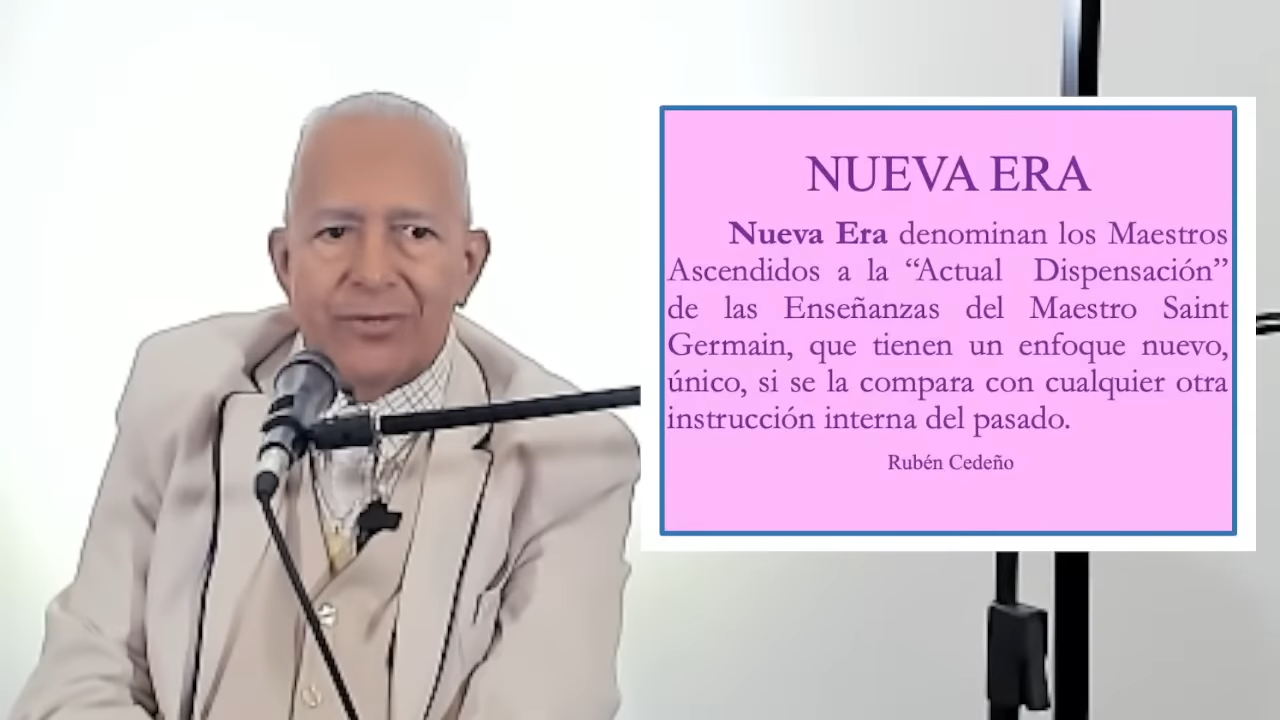 NUEVA ERA
Nueva Era denominan los Maestros
Ascendidos a la “Actual Dispensación”
de las Enseñanzas del Maestro Saint
Germain, que tienen un enfoque nuevo,
único, si se la compara con cualquier otra
instrucción interna del pasado.
Rubén Cedeño